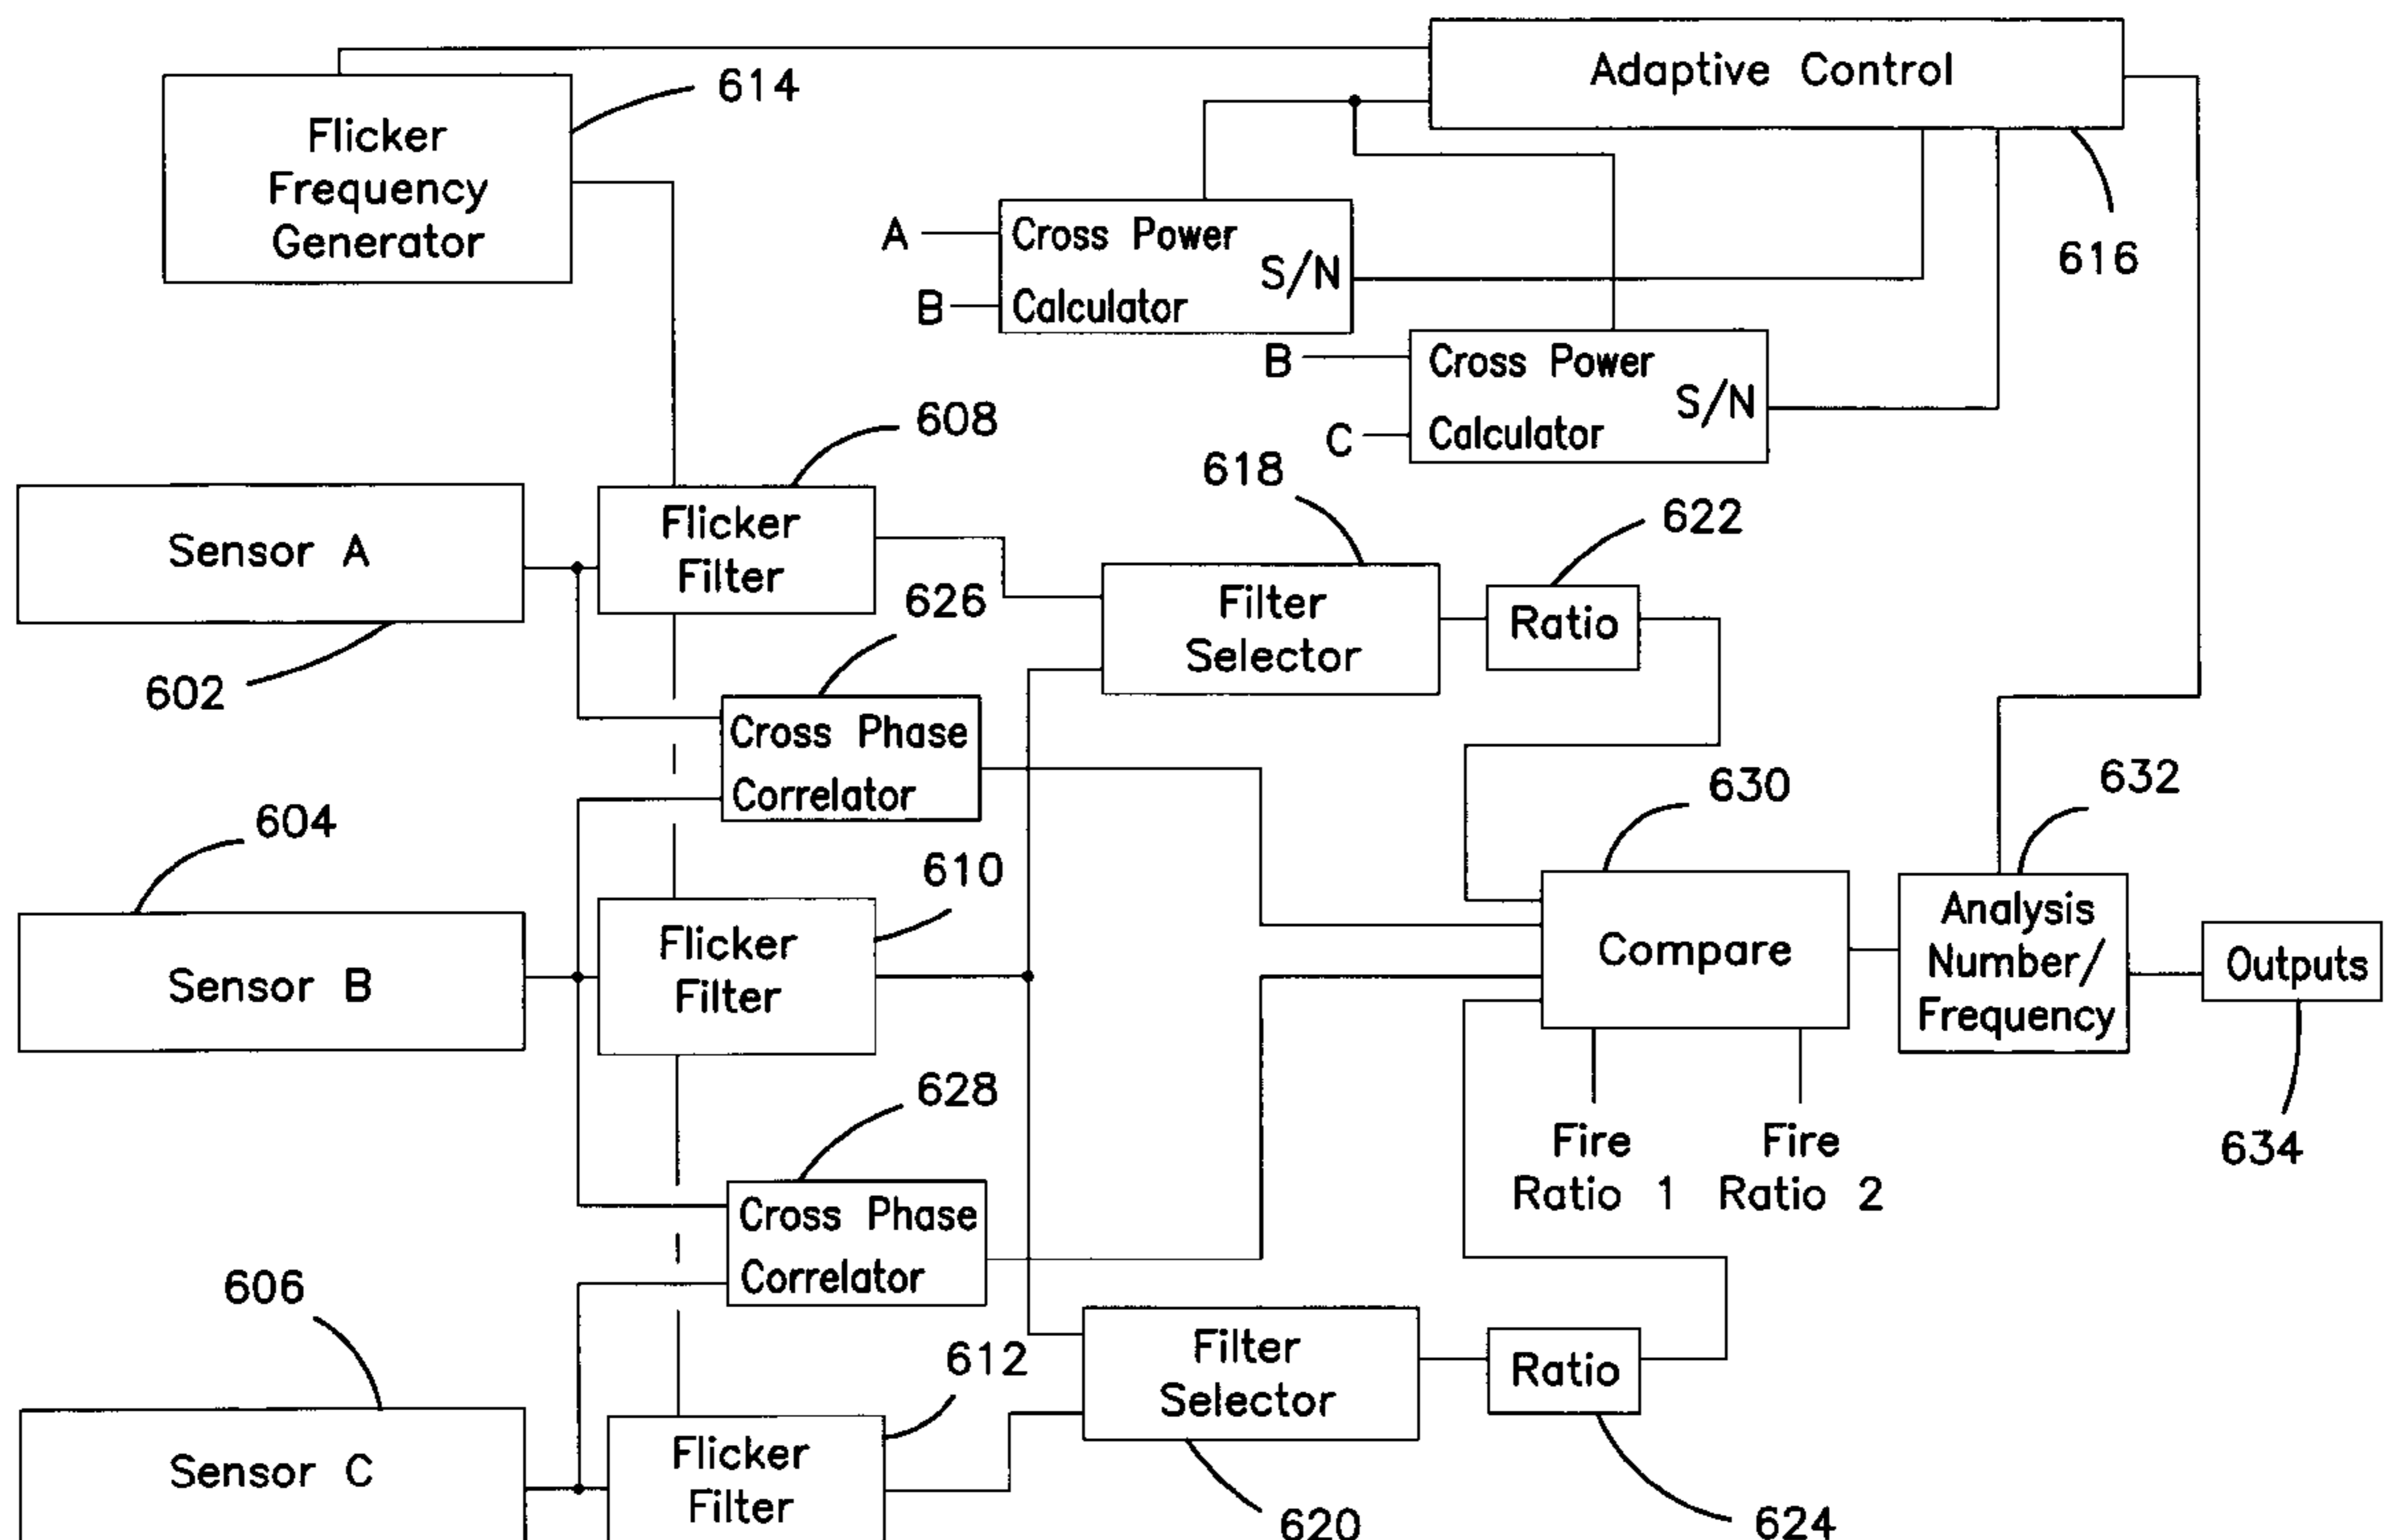 Adaptive Control
614
Flicker
Frequency
Generator
616
A
Cross Power
S/N
B
Calculator
B
Cross Power
S/N
C
Calculator
608
618
622
Sensor A
Flicker
Filter
602
626
Filter
Selector
Ratio
Cross Phase
Correlator
604
630
632
610
Sensor B
Flicker
Filter
Compare
Analysis
Number/
Frequency
Outputs
634
Fire
Ratio 1
Fire
Ratio 2
628
Cross Phase
Correlator
606
612
Filter
Selector
Ratio
Sensor C
Flicker
Filter
620
624